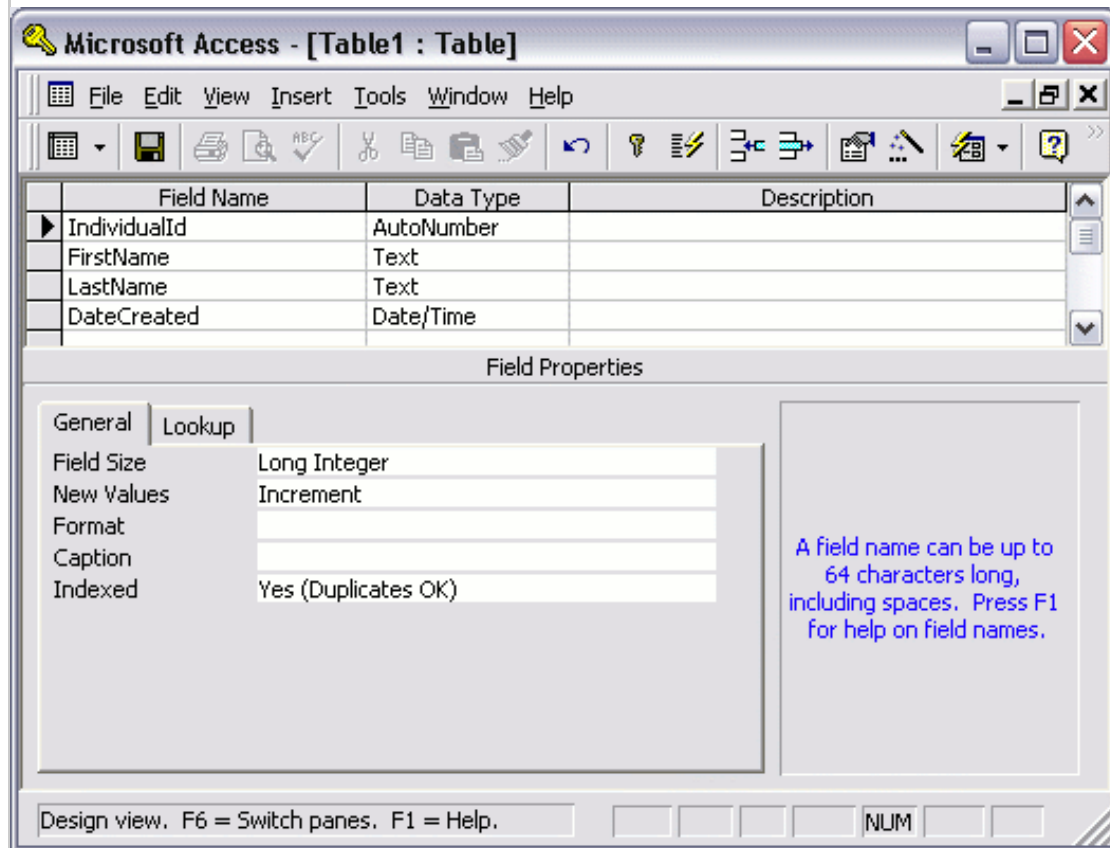 Microsoft Access - [Table1 : Table]
File Edit View Insert Tools Window Help
ABC
Field Name Data Type Description
IndividualId AutoNumber
FirstName Text
LastName Text
DateCreated Date/Time
Field Properties
General Lookup
Field Size Long Integer
New Values Increment
Format
Caption
Indexed Yes (Duplicates OK)
A field name can be up to
64 characters long,
including spaces. Press F1
for help on field names.
Design view. F6 = Switch panes. F1 = Help. NUM